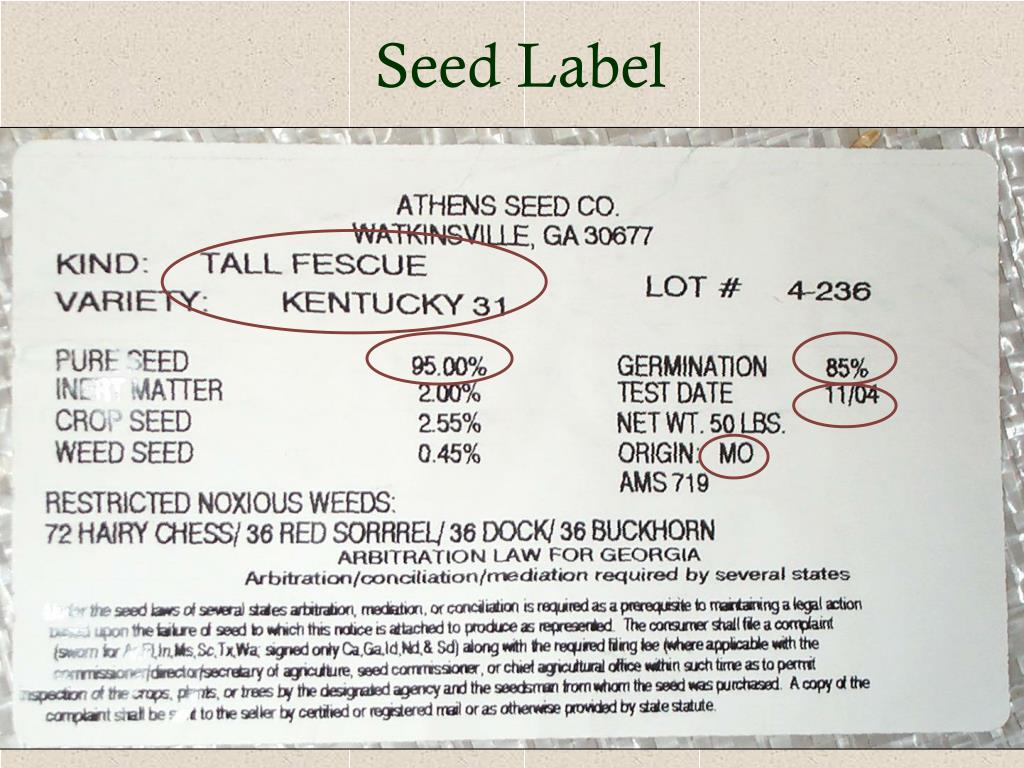 Seed Label
ATHENS SEED CO.
WATKINSVILLE, GA 30677
KIND: TALL FESCUE
VARIETY: KENTUCKY 31
LOT # 4-236
PURE SEED 95.00%
INERT MATTER 2.00%
CROP SEED 2.55%
WEED SEED 0.45%
GERMINATION 85%
TEST DATE 11/04
NET WT. 50 LBS.
ORIGIN: MO
AMS 719
RESTRICTED NOXIOUS WEEDS:
72 HAIRY CHESS/ 36 RED SORRREL/ 36 DOCK/ 36 BUCKHORN
ARBITRATION LAW FOR GEORGIA
Arbitration/conciliation/mediation required by several states
Under the seed laws of several states arbitration, mediation, or conciliation is required as a prerequisite to maintaining a legal action
based upon the failure of seed to which this notice is attached to produce as represented. The consumer shall file a complaint
(sworn for Fl,In,Ms,Sc,Tx,Wa; signed only Ca,Ga,Id,Nd,& Sd) along with the required filing fee (where applicable with the
commissioner/director/secretary of agriculture, seed commissioner, or chief agricultural office within such time as to permit
inspection of the crops, plants, or trees by the designated agency and the seedsman from whom the seed was purchased. A copy of the
complaint shall be sent to the seller by certified or registered mail or as otherwise provided by state statute.